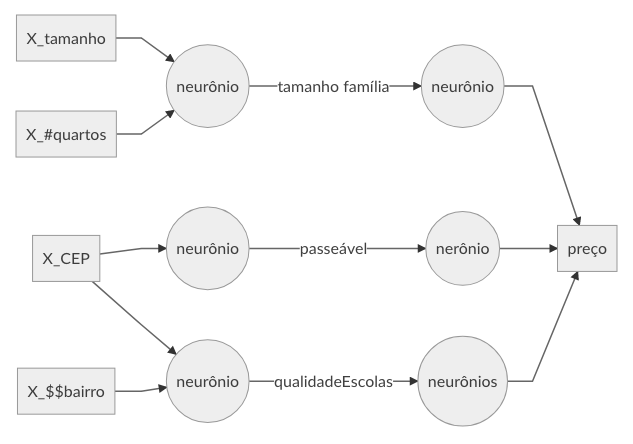 X_tamanho
neurônio
tamanho família
neurônio
X_#quartos
X_CEP
neurônio
passeável
nerônio
preço
X_$$bairro
neurônio
qualidadeEscolas
neurônios